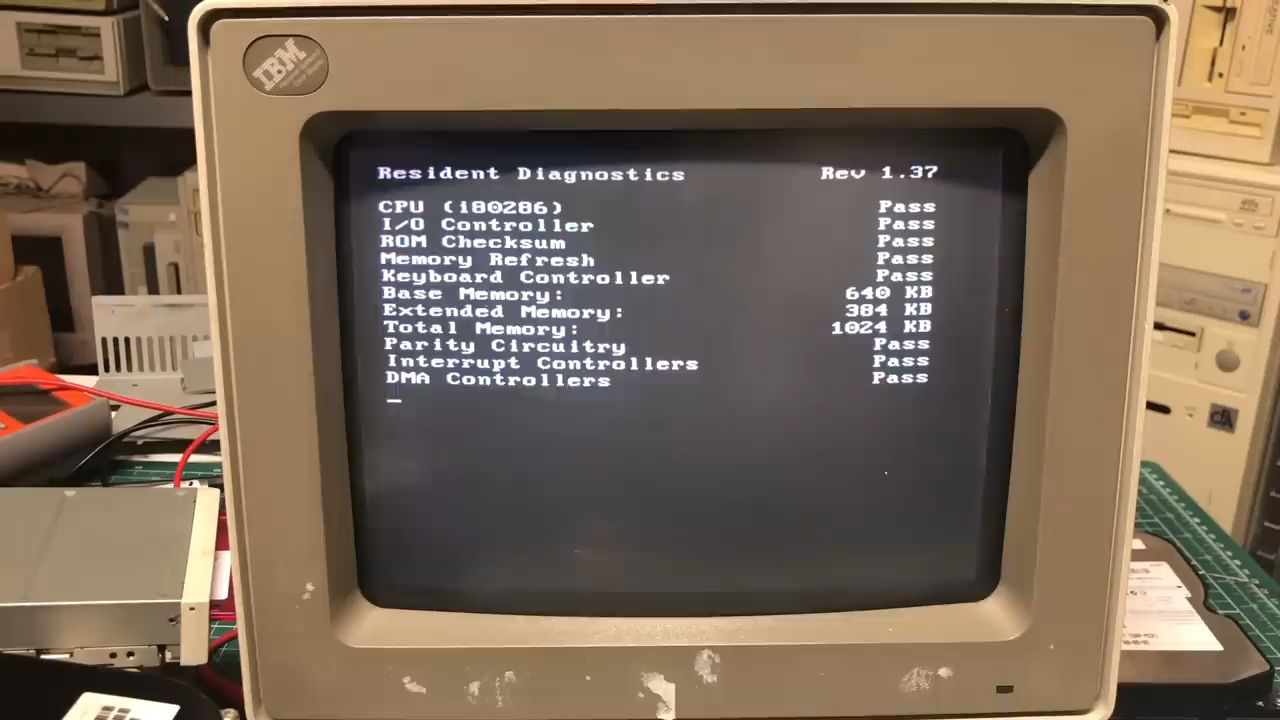 IBM
Resident Diagnostics Rev 1.37
CPU (i80286) Pass
I/O Controller Pass
ROM Checksum Pass
Memory Refresh Pass
Keyboard Controller Pass
Base Memory: 640 KB
Extended Memory: 384 KB
Total Memory: 1024 KB
Parity Circuitry Pass
Interrupt Controllers Pass
DMA Controllers Pass
_